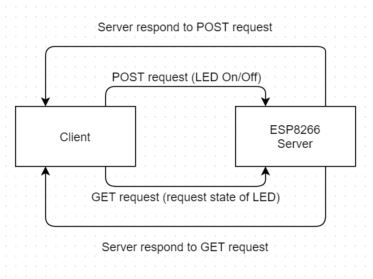 Server respond to POST request
POST request (LED On/Off)
Client
ESP8266
Server
GET request (request state of LED)
Server respond to GET request